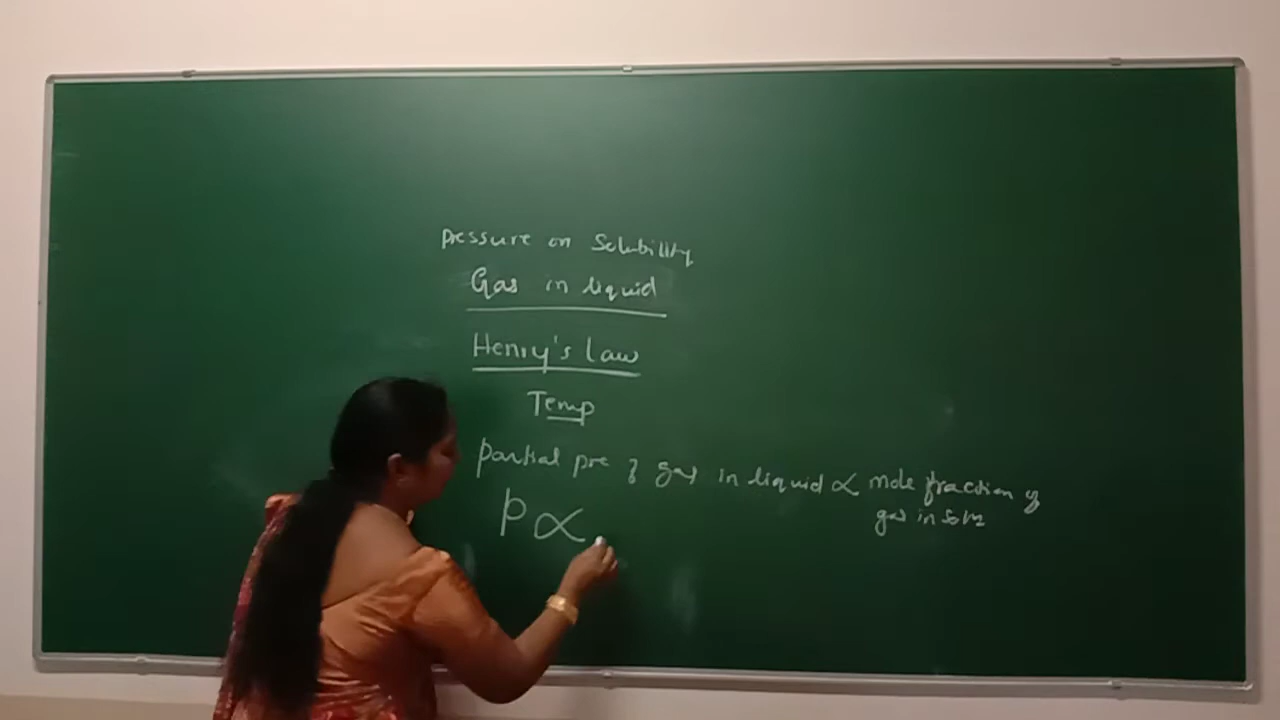 Pressure on Solubility
Gas in liquid
Henry's law
Temp
Partial pre of gas in liquid ∝ mole fraction of
gas in soln
p ∝